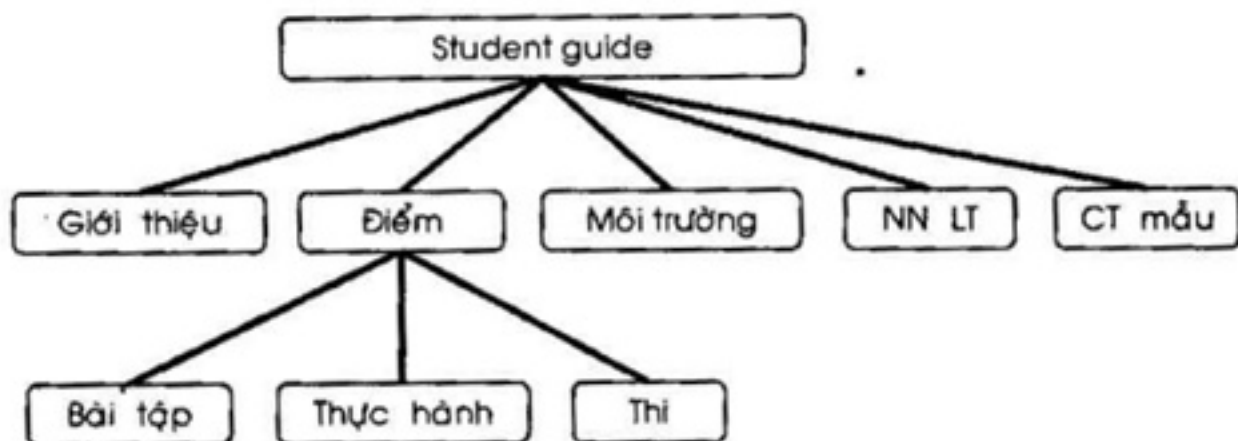 Student guide
Giới thiệu
Điểm
Môi trường
NN LT
CT mẫu
Bài tập
Thực hành
Thi